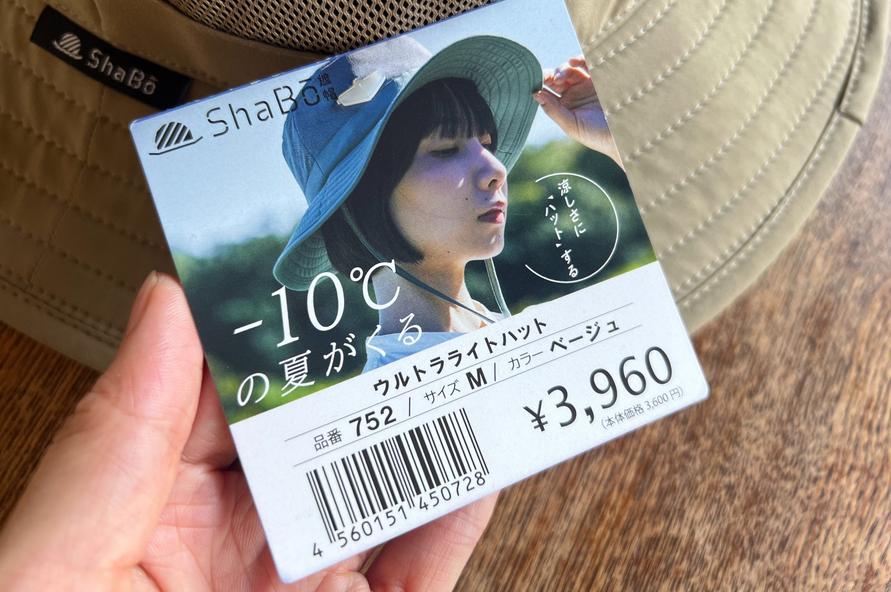 ShaBō
ShaBō
遮帽
涼しさに
"ハット"する
-10℃
の夏がくる
ウルトラライトハット
品番 752 / サイズ M / カラー ベージュ
¥3,960
(本体価格 3,600円)
4 560151 450728